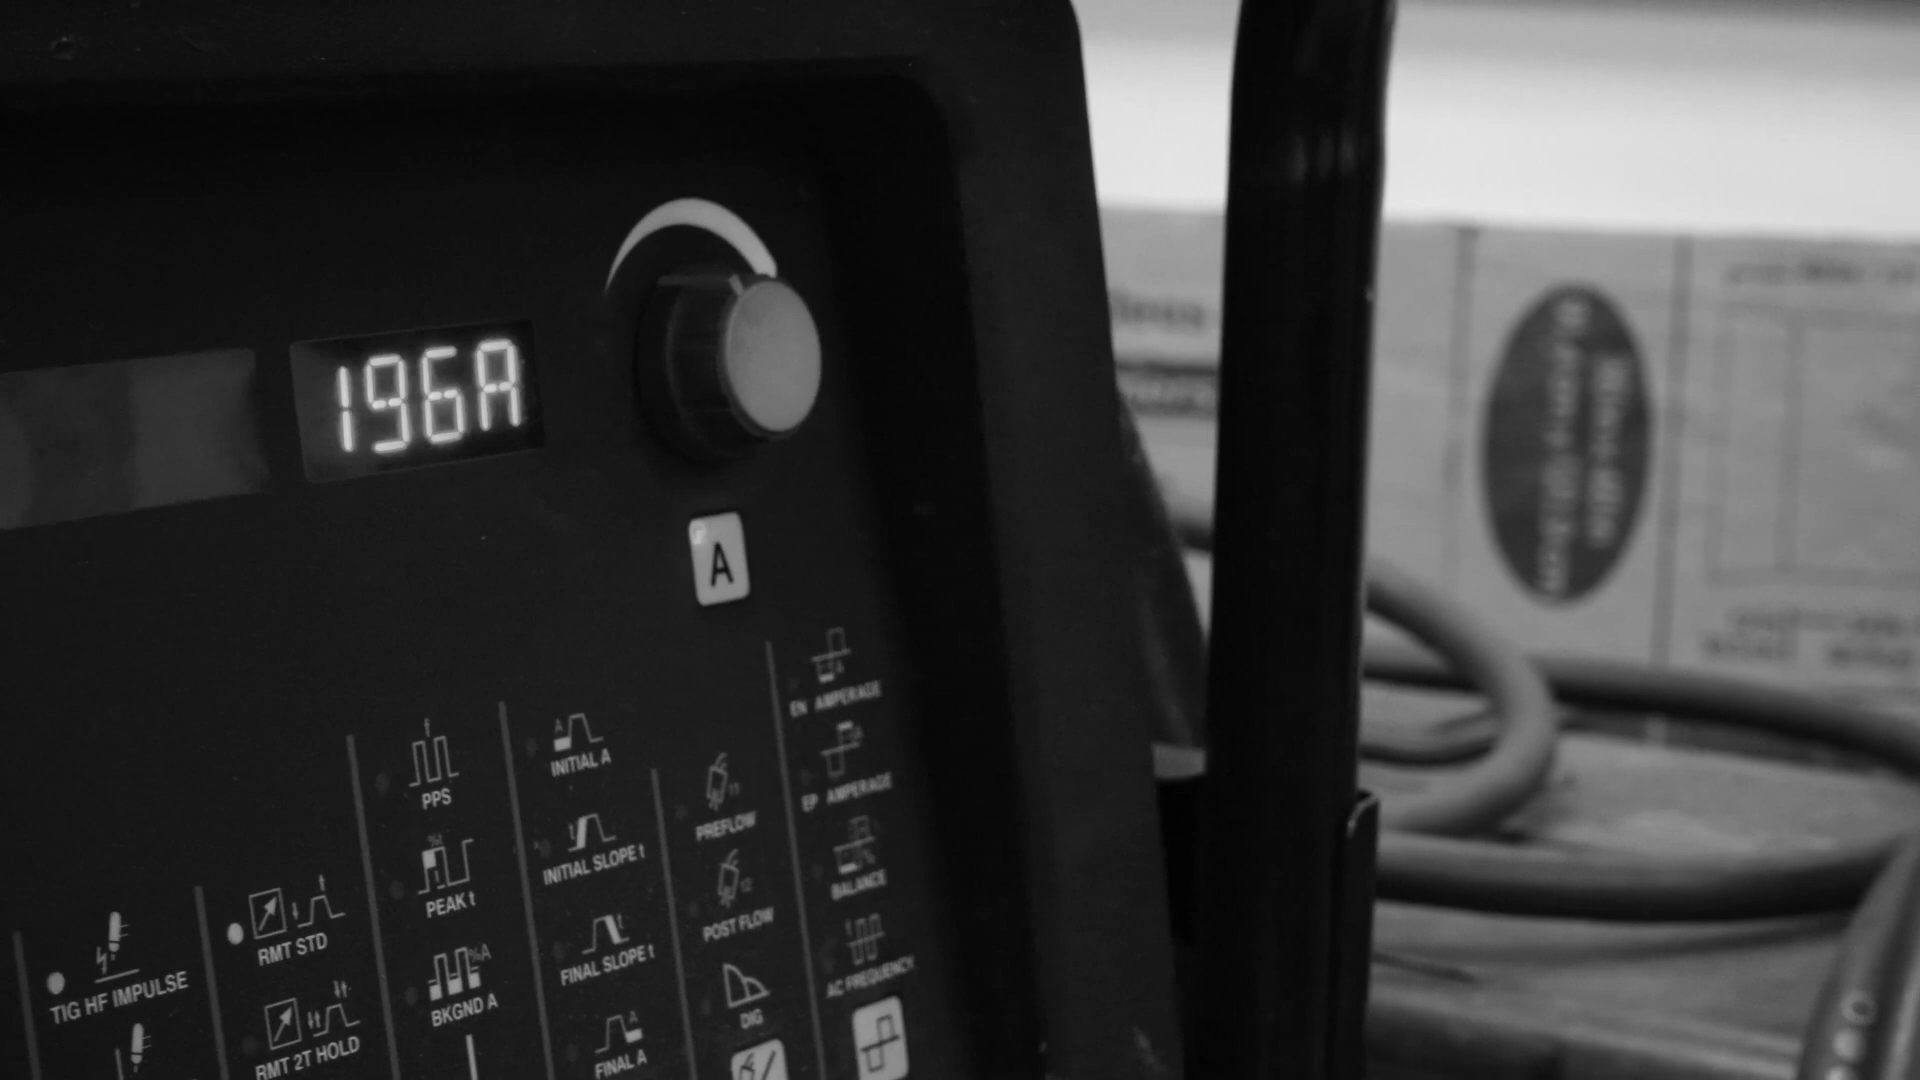 196A
A
EN AMPERAGE
EP AMPERAGE
BALANCE
AC FREQUENCY
PREFLOW
POST FLOW
DIG
INITIAL A
INITIAL SLOPE t
FINAL SLOPE t
FINAL A
PPS
PEAK t
%A
BKGND A
RMT STD
RMT 2T HOLD
TIG HF IMPULSE